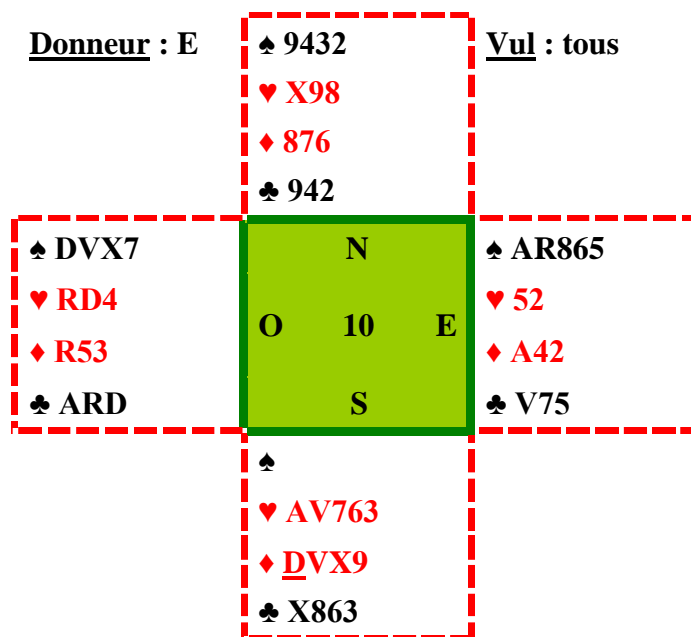 Donneur : E
♠ 9432
Vul : tous
♥ X98
♦ 876
♣ 942
♠ DVX7
♥ RD4
♦ R53
♣ ARD
N
O 10 E
S
♠ AR865
♥ 52
♦ A42
♣ V75
♠
♥ AV763
♦ DVX9
♣ X863